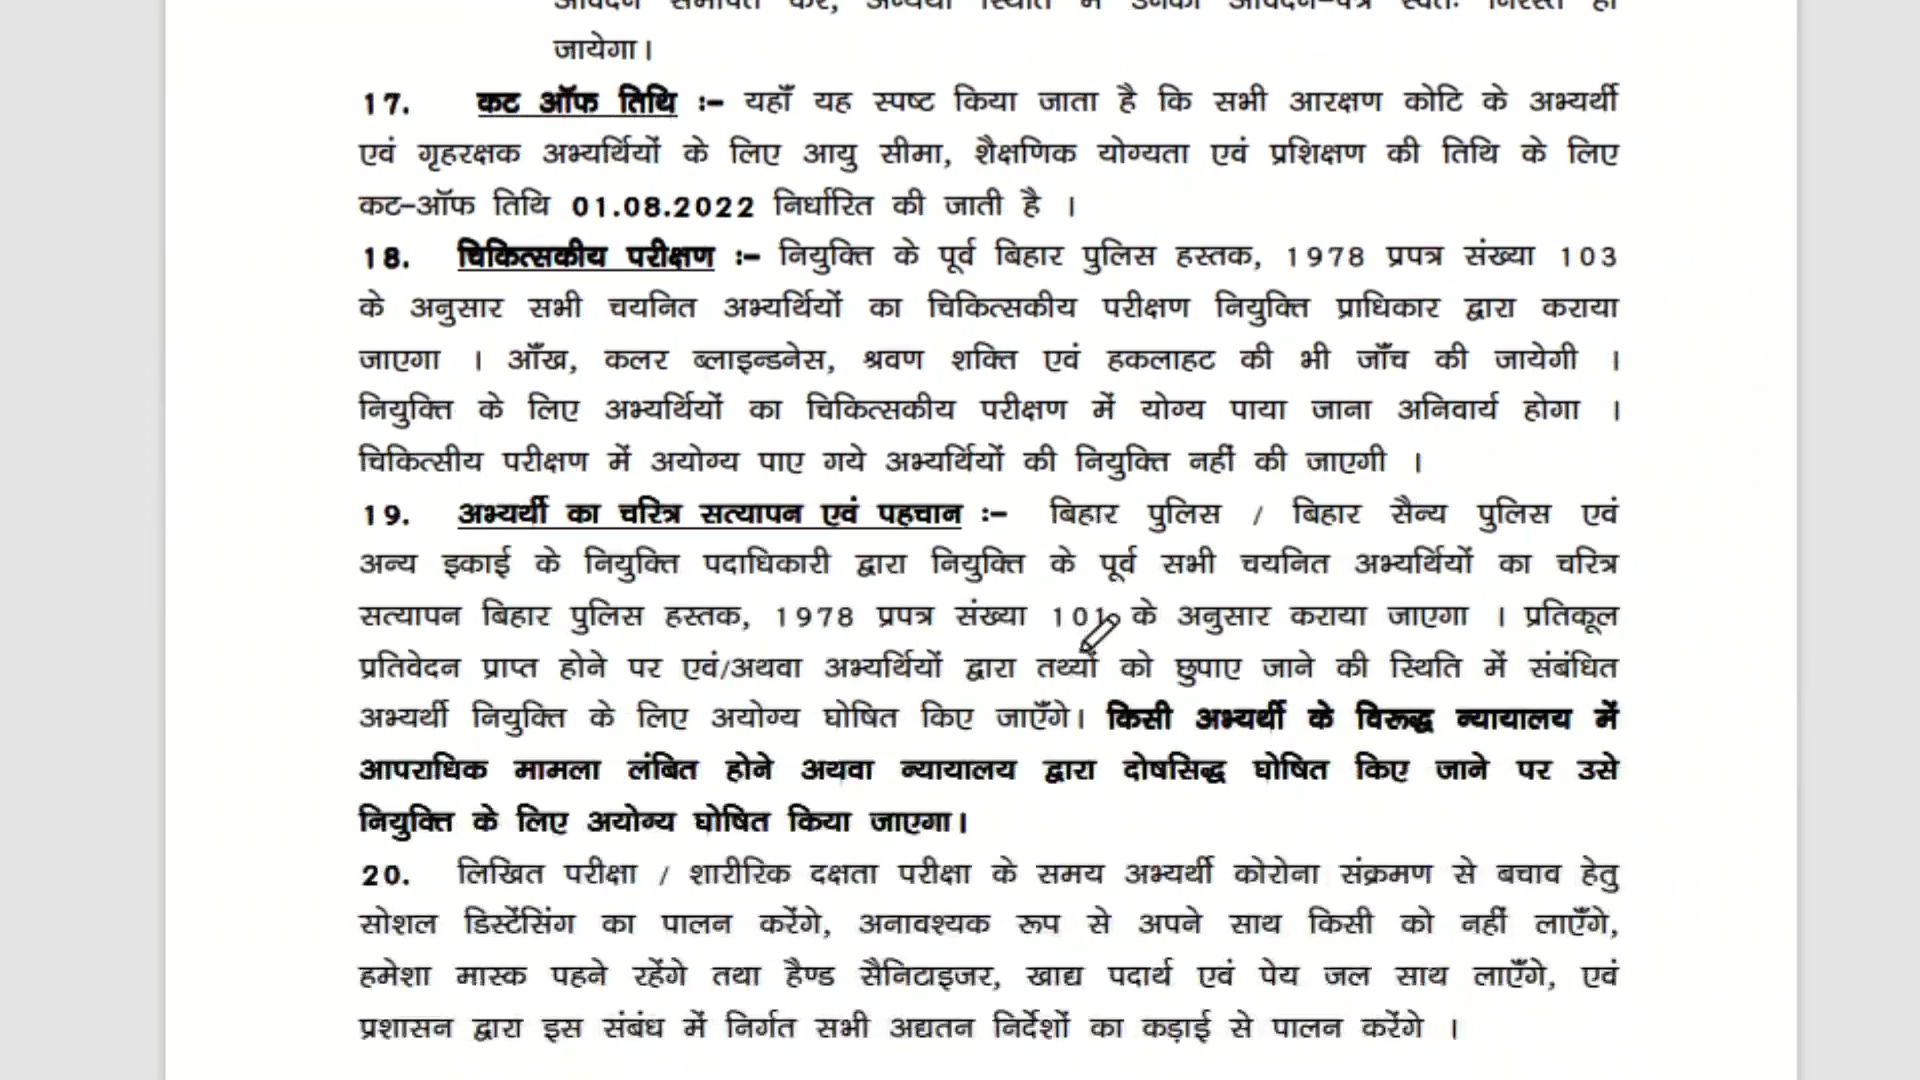 जायेगा।
17. कट ऑफ तिथि :– यहाँ यह स्पष्ट किया जाता है कि सभी आरक्षण कोटि के अभ्यर्थी
एवं गृहरक्षक अभ्यर्थियों के लिए आयु सीमा, शैक्षणिक योग्यता एवं प्रशिक्षण की तिथि के लिए
कट–ऑफ तिथि 01.08.2022 निर्धारित की जाती है ।
18. चिकित्सकीय परीक्षण :– नियुक्ति के पूर्व बिहार पुलिस हस्तक, 1978 प्रपत्र संख्या 103
के अनुसार सभी चयनित अभ्यर्थियों का चिकित्सकीय परीक्षण नियुक्ति प्राधिकार द्वारा कराया
जाएगा । आँख, कलर ब्लाइन्डनेस, श्रवण शक्ति एवं हकलाहट की भी जाँच की जायेगी ।
नियुक्ति के लिए अभ्यर्थियों का चिकित्सकीय परीक्षण में योग्य पाया जाना अनिवार्य होगा ।
चिकित्सीय परीक्षण में अयोग्य पाए गये अभ्यर्थियों की नियुक्ति नहीं की जाएगी ।
19. अभ्यर्थी का चरित्र सत्यापन एवं पहचान :– बिहार पुलिस / बिहार सैन्य पुलिस एवं
अन्य इकाई के नियुक्ति पदाधिकारी द्वारा नियुक्ति के पूर्व सभी चयनित अभ्यर्थियों का चरित्र
सत्यापन बिहार पुलिस हस्तक, 1978 प्रपत्र संख्या 101 के अनुसार कराया जाएगा । प्रतिकूल
प्रतिवेदन प्राप्त होने पर एवं/अथवा अभ्यर्थियों द्वारा तथ्यों को छुपाए जाने की स्थिति में संबंधित
अभ्यर्थी नियुक्ति के लिए अयोग्य घोषित किए जाएँगे। किसी अभ्यर्थी के विरूद्ध न्यायालय में
आपराधिक मामला लंबित होने अथवा न्यायालय द्वारा दोषसिद्ध घोषित किए जाने पर उसे
नियुक्ति के लिए अयोग्य घोषित किया जाएगा।
20. लिखित परीक्षा / शारीरिक दक्षता परीक्षा के समय अभ्यर्थी कोरोना संक्रमण से बचाव हेतु
सोशल डिस्टेंसिंग का पालन करेंगे, अनावश्यक रूप से अपने साथ किसी को नहीं लाएँगे,
हमेशा मास्क पहने रहेंगे तथा हैण्ड सैनिटाइजर, खाद्य पदार्थ एवं पेय जल साथ लाएँगे, एवं
प्रशासन द्वारा इस संबंध में निर्गत सभी अद्यतन निर्देशों का कड़ाई से पालन करेंगे ।